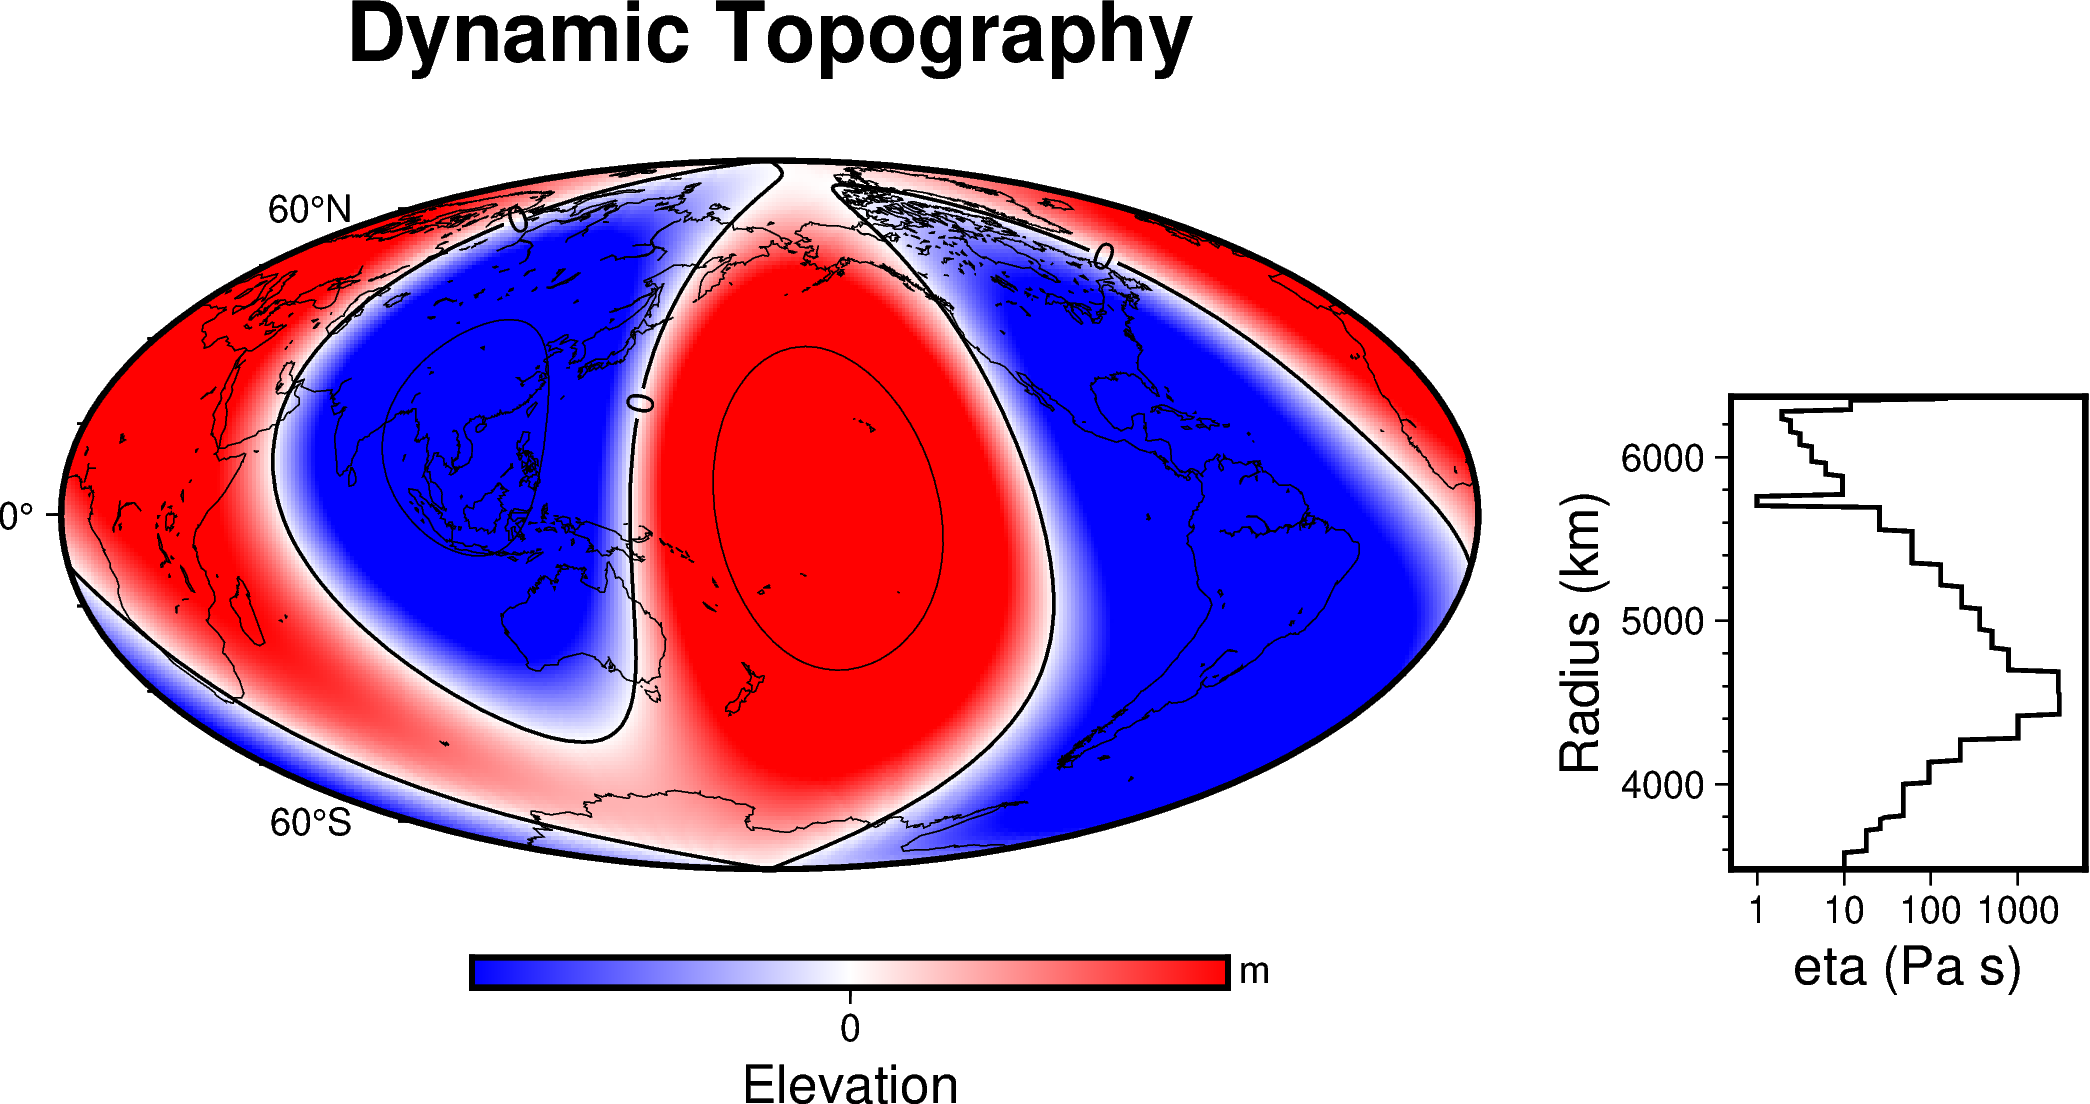 Dynamic Topography
60°N
0
0
0
0°
60°S
m
0
Elevation
Radius (km)
6000
5000
4000
1 10 100 1000
eta (Pa s)